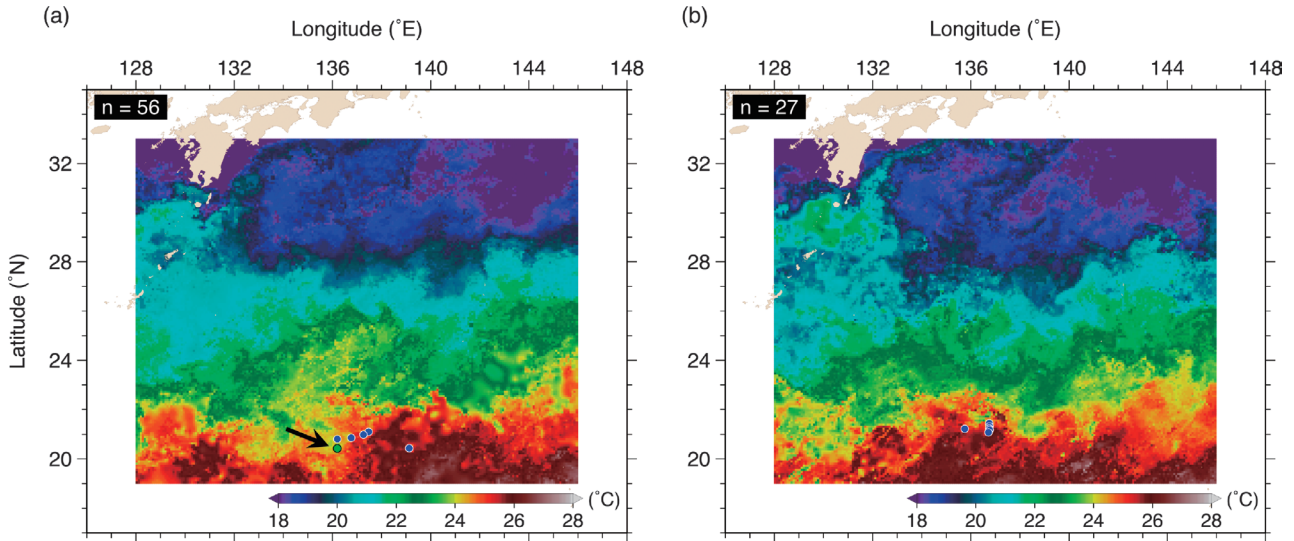 (a)
Longitude (˚E)
128 132 136 140 144 148
n = 56
Latitude (˚N)
32
28
24
20
18 20 22 24 26 28 (˚C)
(b)
Longitude (˚E)
128 132 136 140 144 148
n = 27
32
28
24
20
18 20 22 24 26 28 (˚C)